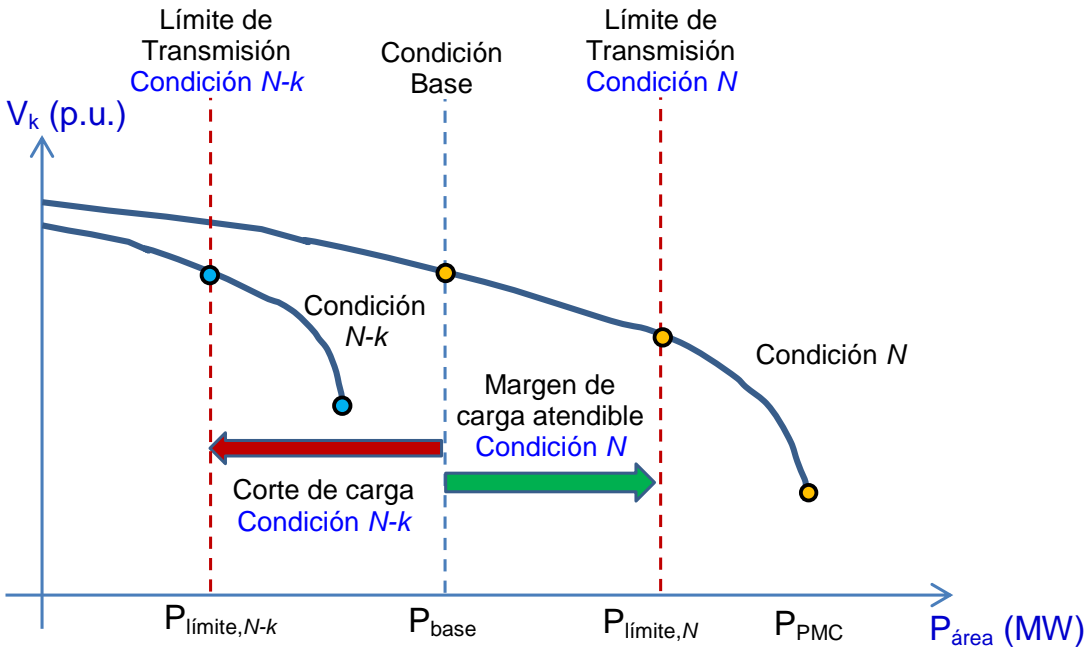 Límite de
Transmisión
Condición N-k
Condición
Base
Límite de
Transmisión
Condición N
Vk (p.u.)
Condición
N-k
Condición N
Margen de
carga atendible
Condición N
Corte de carga
Condición N-k
Plímite,N-k
Pbase
Plímite,N
PPMC
Párea (MW)